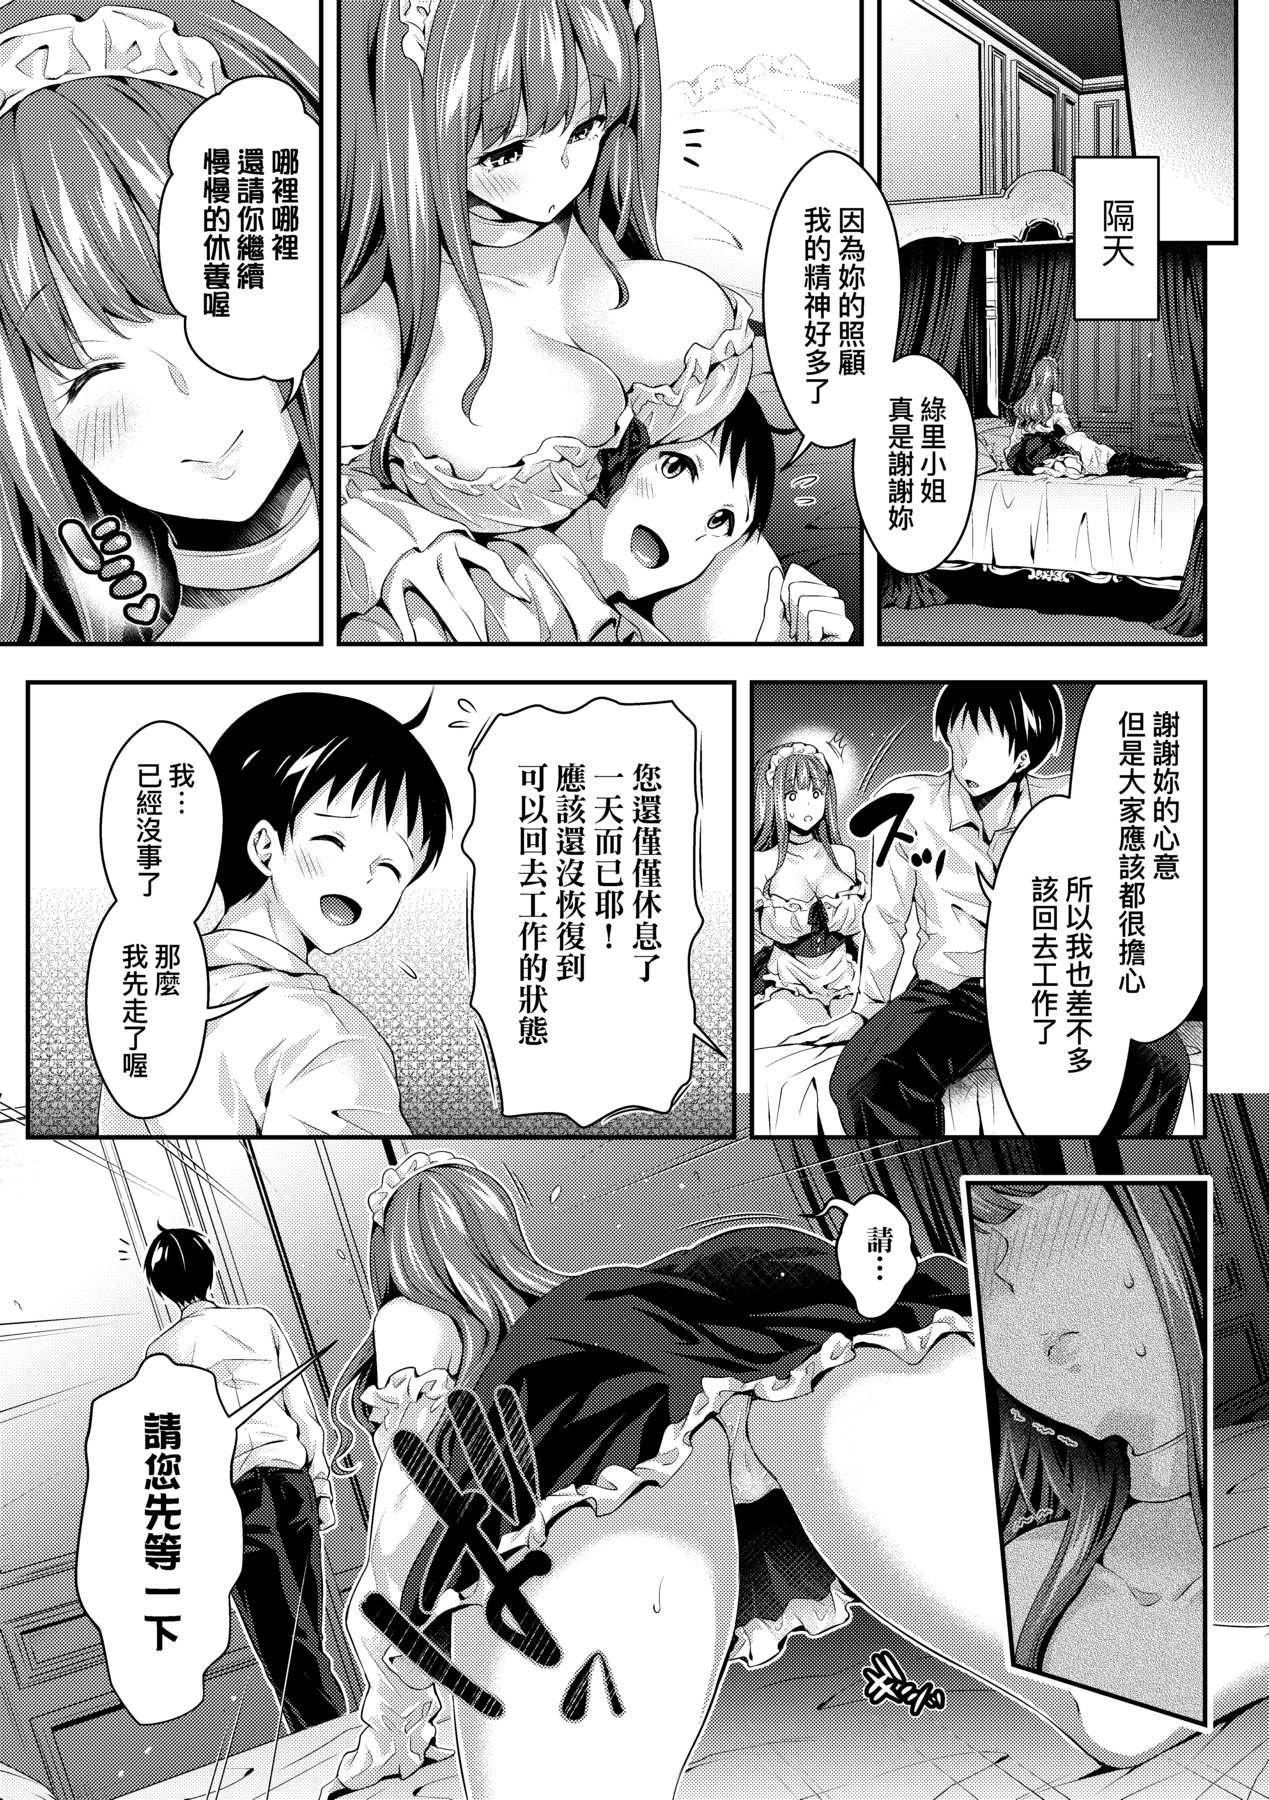 隔天
綠里小姐
真是謝謝妳
因為妳的照顧
我的精神好多了
哪裡哪裡
還請你繼續
慢慢的休養喔
ニコ♡
謝謝妳的心意
但是大家應該都很擔心
所以我也差不多
該回去工作了
ズイ
您還僅僅休息了
一天而已耶！
應該還沒恢復到
可以回去工作的狀態
我…
已經沒事了
那麼
我先走了喔
請…
請您先等一下